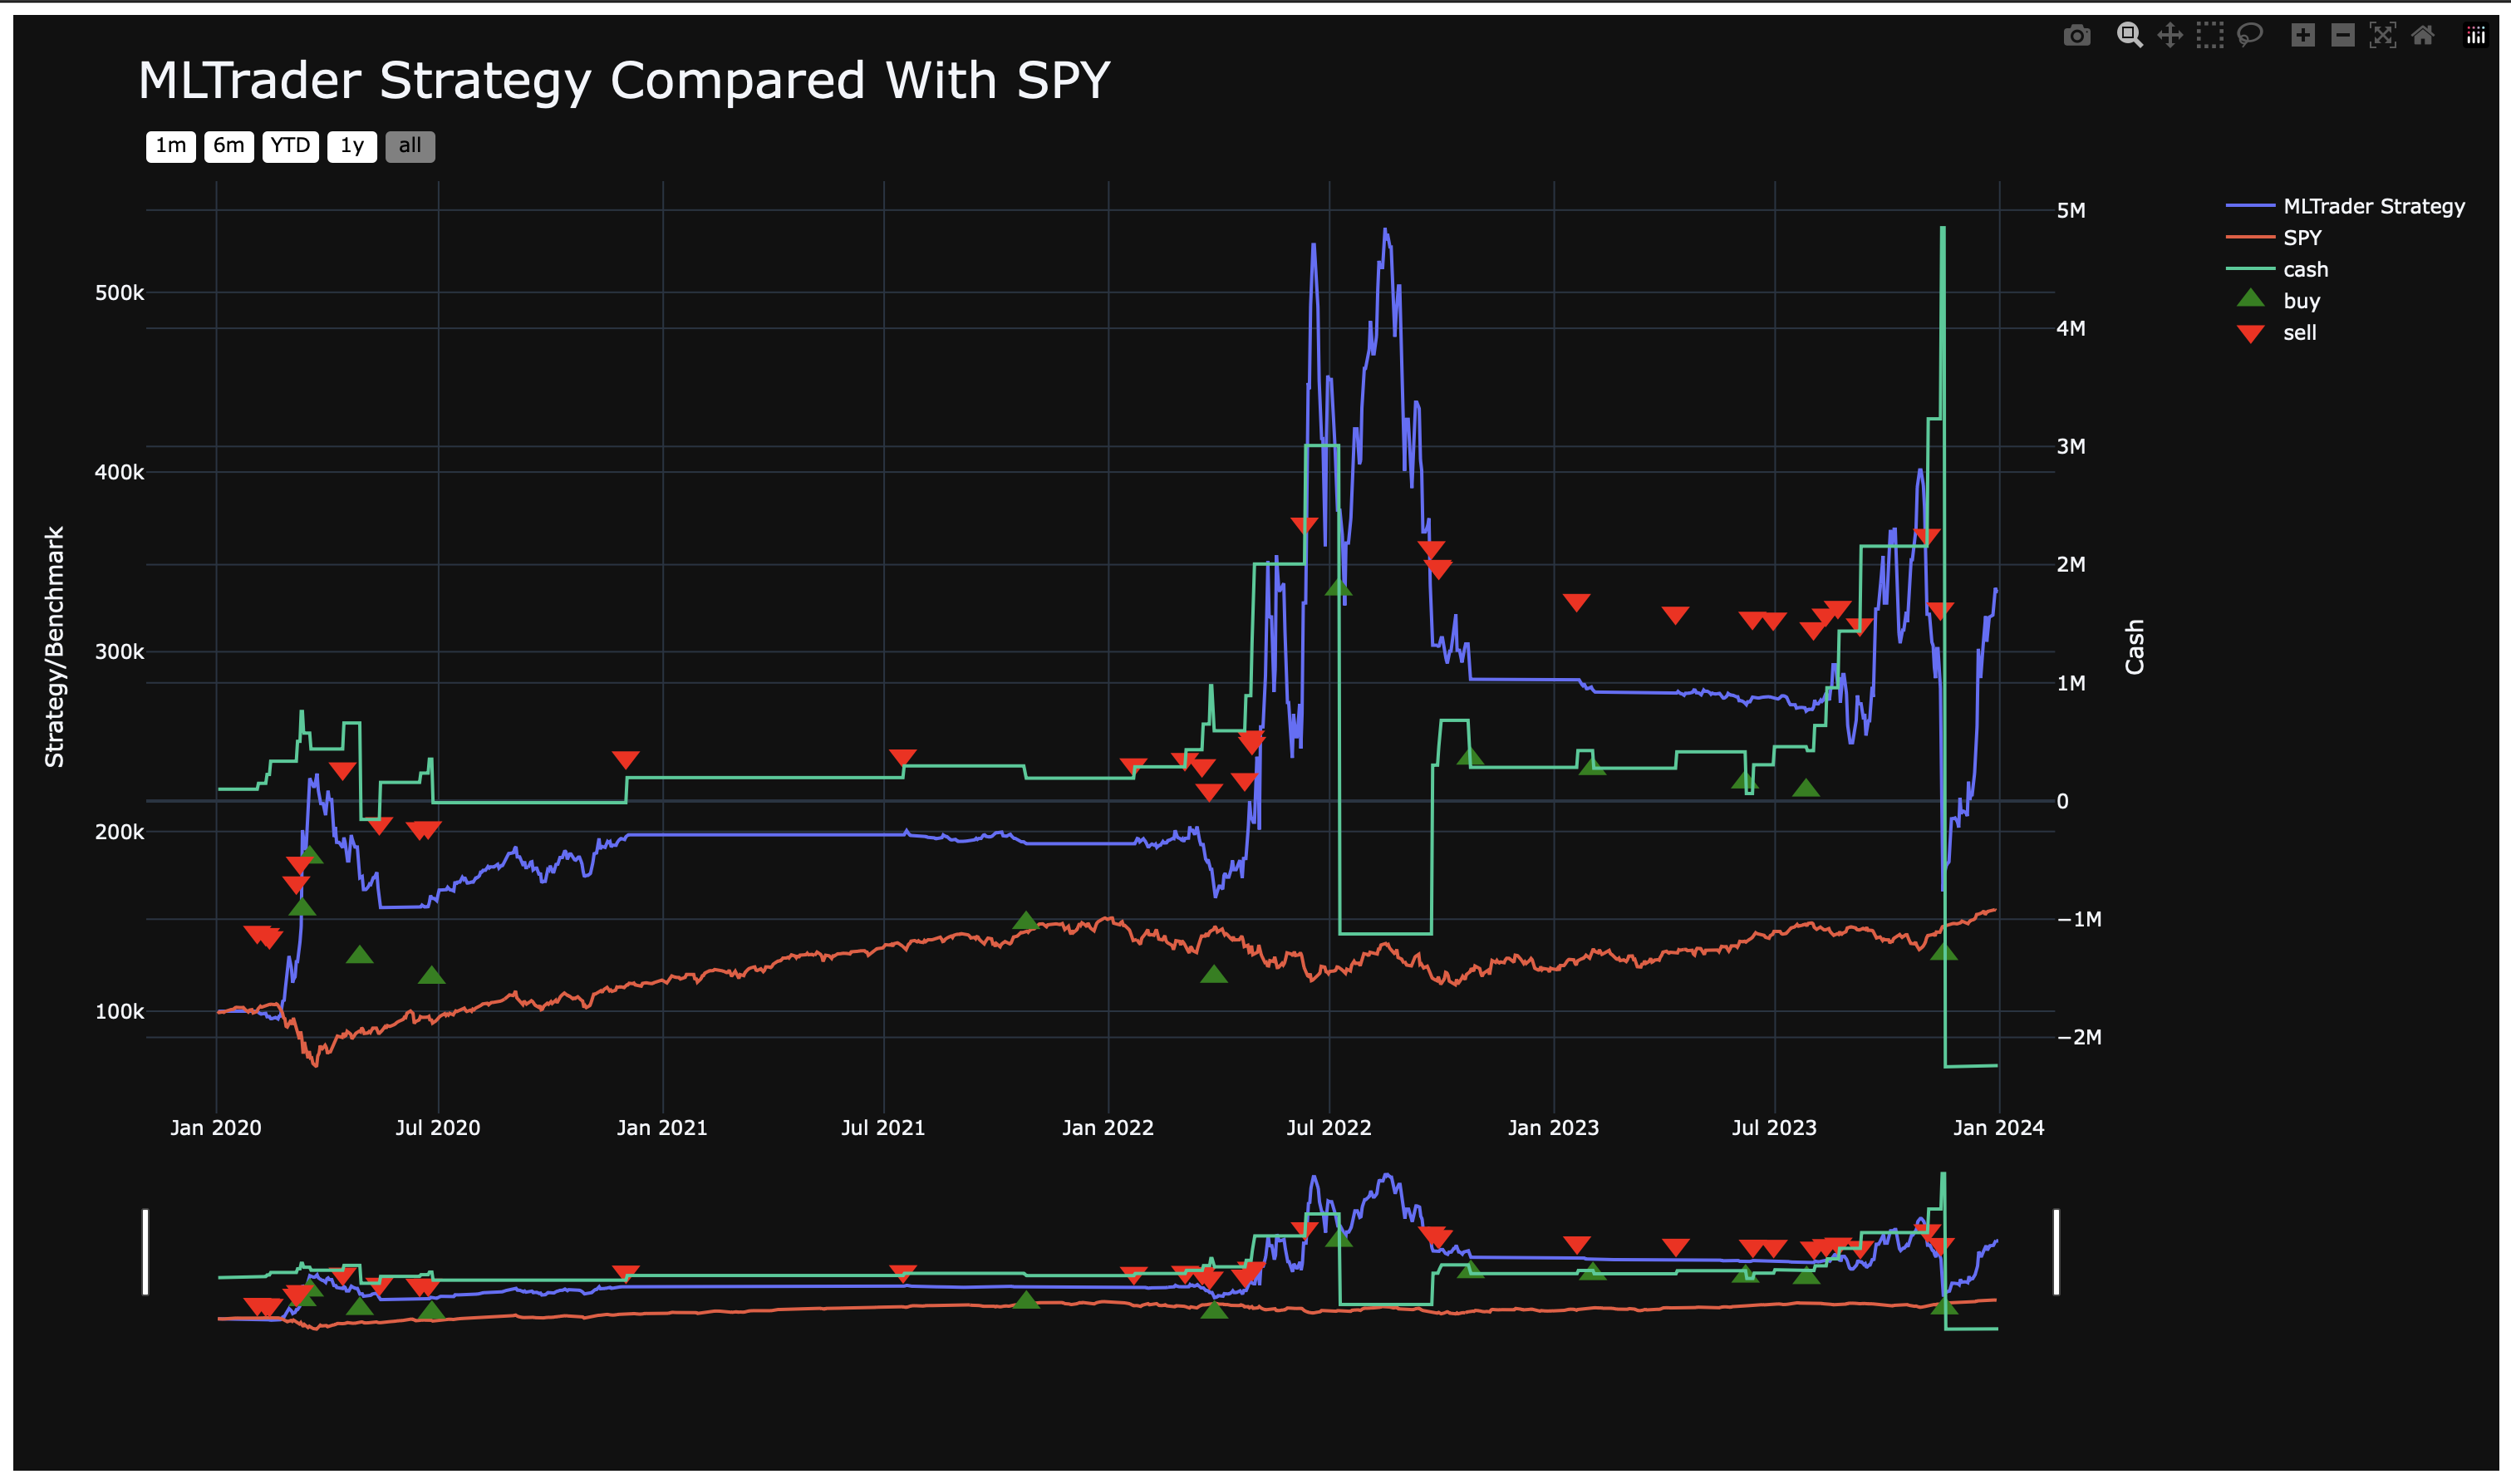 MLTrader Strategy Compared With SPY
1m 6m YTD 1y all
MLTrader Strategy
SPY
cash
buy
sell
Strategy/Benchmark
500k
400k
300k
200k
100k
5M
4M
3M
2M
1M
0
−1M
−2M
Cash
Jan 2020 Jul 2020 Jan 2021 Jul 2021 Jan 2022 Jul 2022 Jan 2023 Jul 2023 Jan 2024